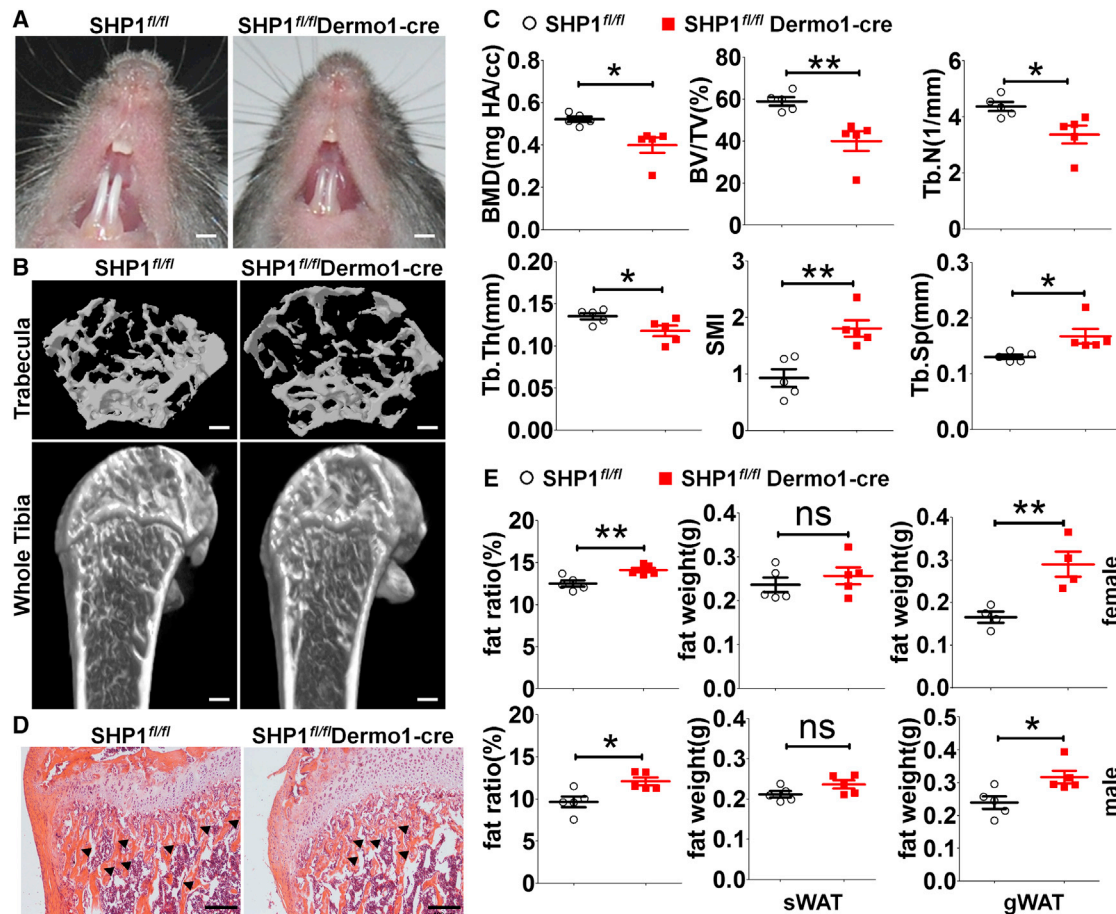 A
SHP1fl/fl
SHP1fl/flDermo1-cre
B
SHP1fl/fl
SHP1fl/flDermo1-cre
Trabecula
Whole Tibia
C
SHP1fl/fl
SHP1fl/fl Dermo1-cre
BMD(mg HA/cc)
0.6
0.4
0.2
0.0
*
BV/TV(%)
80
60
40
20
0
**
Tb.N(1/mm)
6
4
2
0
*
Tb.Th(mm)
0.20
0.15
0.10
0.05
0.00
*
SMI
3
2
1
0
**
Tb.Sp(mm)
0.3
0.2
0.1
0.0
*
D
SHP1fl/fl
SHP1fl/flDermo1-cre
E
SHP1fl/fl
SHP1fl/fl Dermo1-cre
fat ratio(%)
20
15
10
5
0
**
fat weight(g)
0.4
0.3
0.2
0.1
0.0
ns
fat weight(g)
0.4
0.3
0.2
0.1
0.0
**
female
fat ratio(%)
20
15
10
5
0
*
fat weight(g)
0.4
0.3
0.2
0.1
0.0
ns
sWAT
fat weight(g)
0.5
0.4
0.3
0.2
0.1
0.0
*
gWAT
male